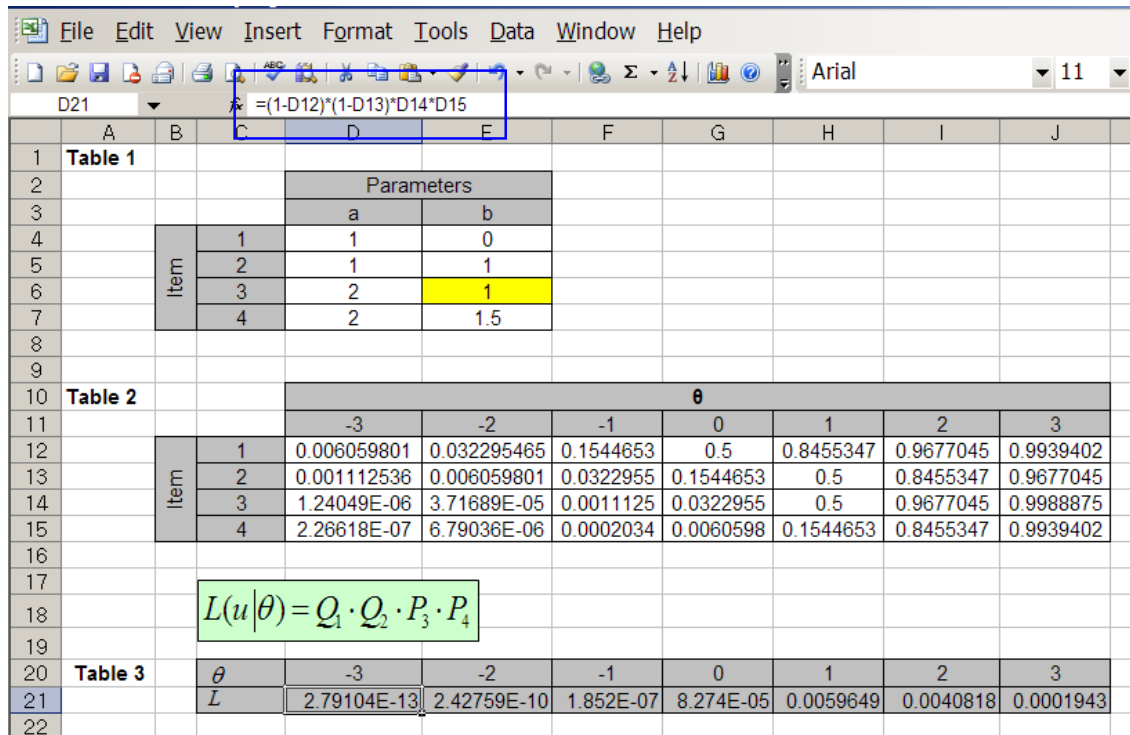 File Edit View Insert Format Tools Data Window Help
ABC Σ Arial 11
D21 fx =(1-D12)*(1-D13)*D14*D15
A B C D E F G H I J
1 Table 1
2 Parameters
3 a b
4 1 1 0
5 2 1 1
Item
6 3 2 1
7 4 2 1.5
8
9
10 Table 2 θ
11 -3 -2 -1 0 1 2 3
12 1 0.006059801 0.032295465 0.1544653 0.5 0.8455347 0.9677045 0.9939402
13 2 0.001112536 0.006059801 0.0322955 0.1544653 0.5 0.8455347 0.9677045
Item
14 3 1.24049E-06 3.71689E-05 0.0011125 0.0322955 0.5 0.9677045 0.9988875
15 4 2.26618E-07 6.79036E-06 0.0002034 0.0060598 0.1544653 0.8455347 0.9939402
16
17
18 L(u|θ) = Q₁ · Q₂ · P₃ · P₄
19
20 Table 3 θ -3 -2 -1 0 1 2 3
21 L 2.79104E-13 2.42759E-10 1.852E-07 8.274E-05 0.0059649 0.0040818 0.0001943
22